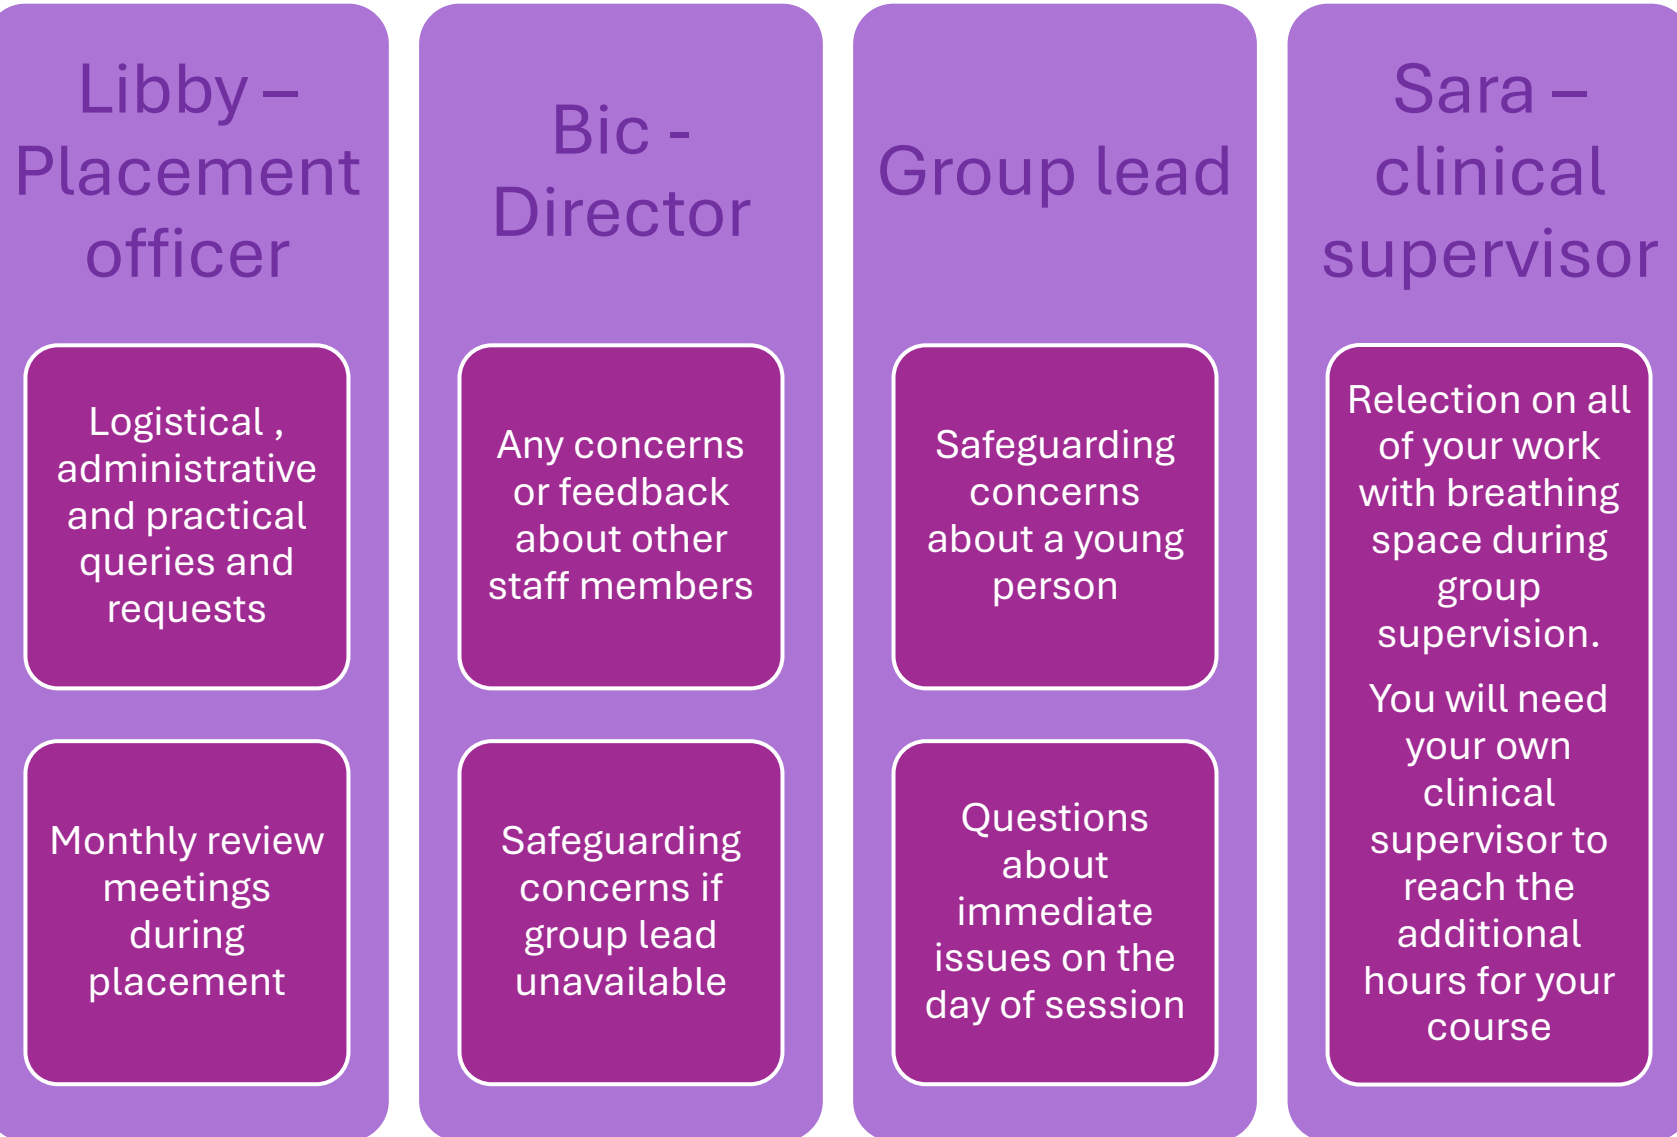 Libby –
Placement
officer
Logistical ,
administrative
and practical
queries and
requests
Monthly review
meetings
during
placement
Bic -
Director
Any concerns
or feedback
about other
staff members
Safeguarding
concerns if
group lead
unavailable
Group lead
Safeguarding
concerns
about a young
person
Questions
about
immediate
issues on the
day of session
Sara –
clinical
supervisor
Relection on all
of your work
with breathing
space during
group
supervision.
You will need
your own
clinical
supervisor to
reach the
additional
hours for your
course